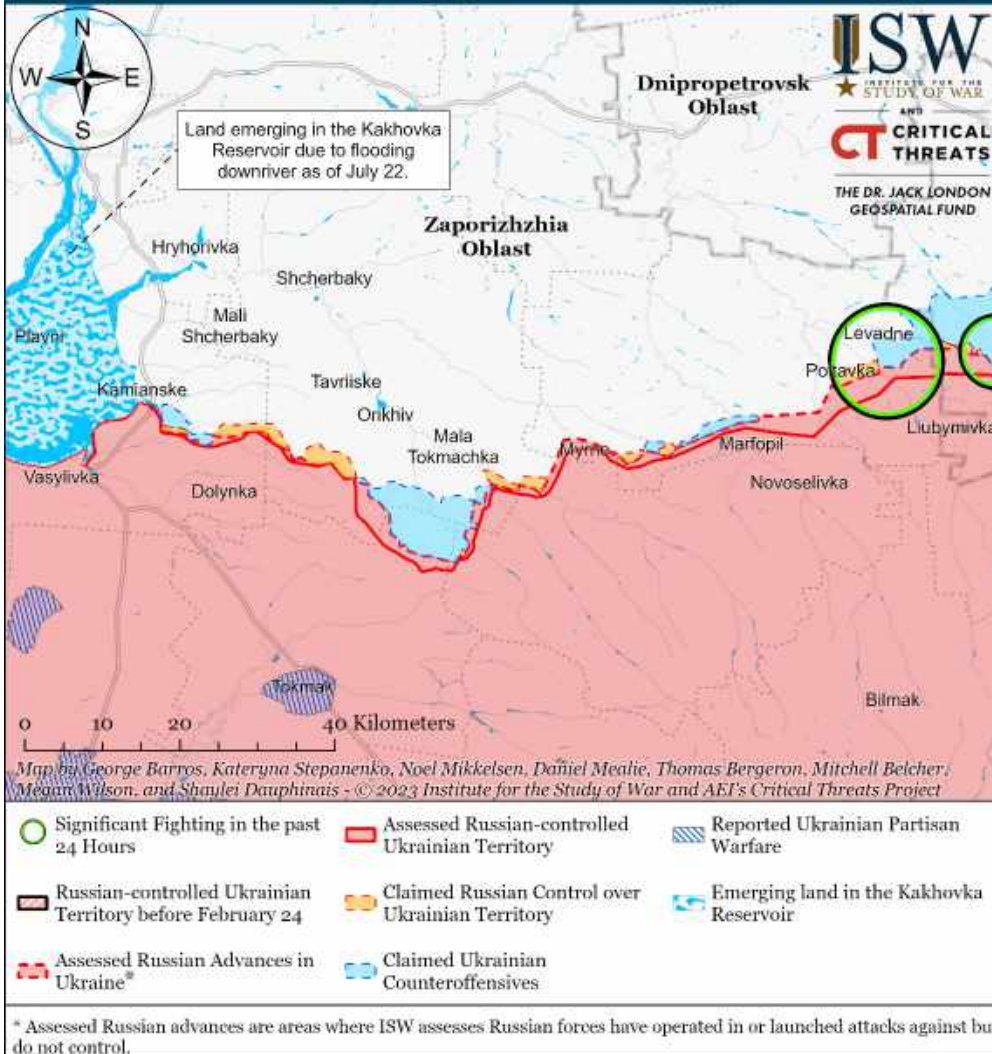 N
W E
S
ISW
INSTITUTE FOR THE
STUDY OF WAR
AND
CT CRITICAL
THREATS
THE DR. JACK LONDON
GEOSPATIAL FUND
Land emerging in the Kakhovka
Reservoir due to flooding
downriver as of July 22.
Dnipropetrovsk
Oblast
Zaporizhzhia
Oblast
Hryhorivka
Shcherbaky
Mali
Shcherbaky
Plavni
Levadne
Poltavka
Kamianske
Tavriiske
Orikhiv
Mala
Tokmachka
Myrne
Marfopil
Liubymivka
Vasylivka
Dolynka
Novoselivka
Tokmak
Bilmak
0 10 20 40 Kilometers
Map by George Barros, Kateryna Stepanenko, Noel Mikkelsen, Daniel Mealie, Thomas Bergeron, Mitchell Belcher,
Megan Wilson, and Shaylei Dauphinais - © 2023 Institute for the Study of War and AEI's Critical Threats Project
Significant Fighting in the past
24 Hours
Assessed Russian-controlled
Ukrainian Territory
Reported Ukrainian Partisan
Warfare
Russian-controlled Ukrainian
Territory before February 24
Claimed Russian Control over
Ukrainian Territory
Emerging land in the Kakhovka
Reservoir
Assessed Russian Advances in
Ukraine*
Claimed Ukrainian
Counteroffensives
* Assessed Russian advances are areas where ISW assesses Russian forces have operated in or launched attacks against bu
do not control.